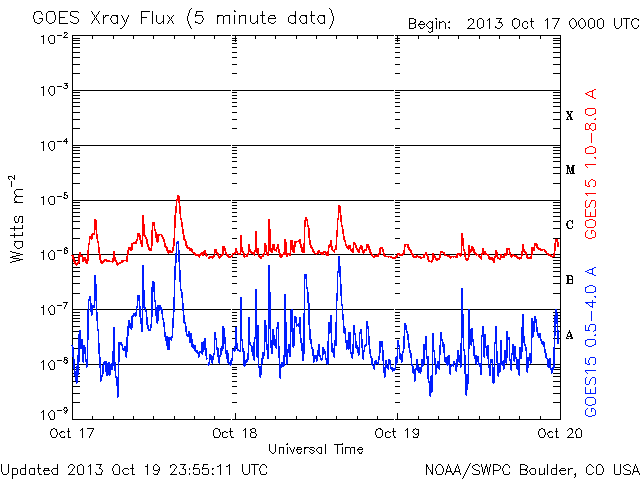 GOES Xray Flux (5 minute data)
Begin: 2013 Oct 17 0000 UTC
10-2
10-3
10-4
10-5
10-6
10-7
10-8
10-9
Watts m-2
X
M
C
B
A
GOES15 1.0-8.0 A
GOES15 0.5-4.0 A
Oct 17
Oct 18
Oct 19
Oct 20
Universal Time
Updated 2013 Oct 19 23:55:11 UTC
NOAA/SWPC Boulder, CO USA